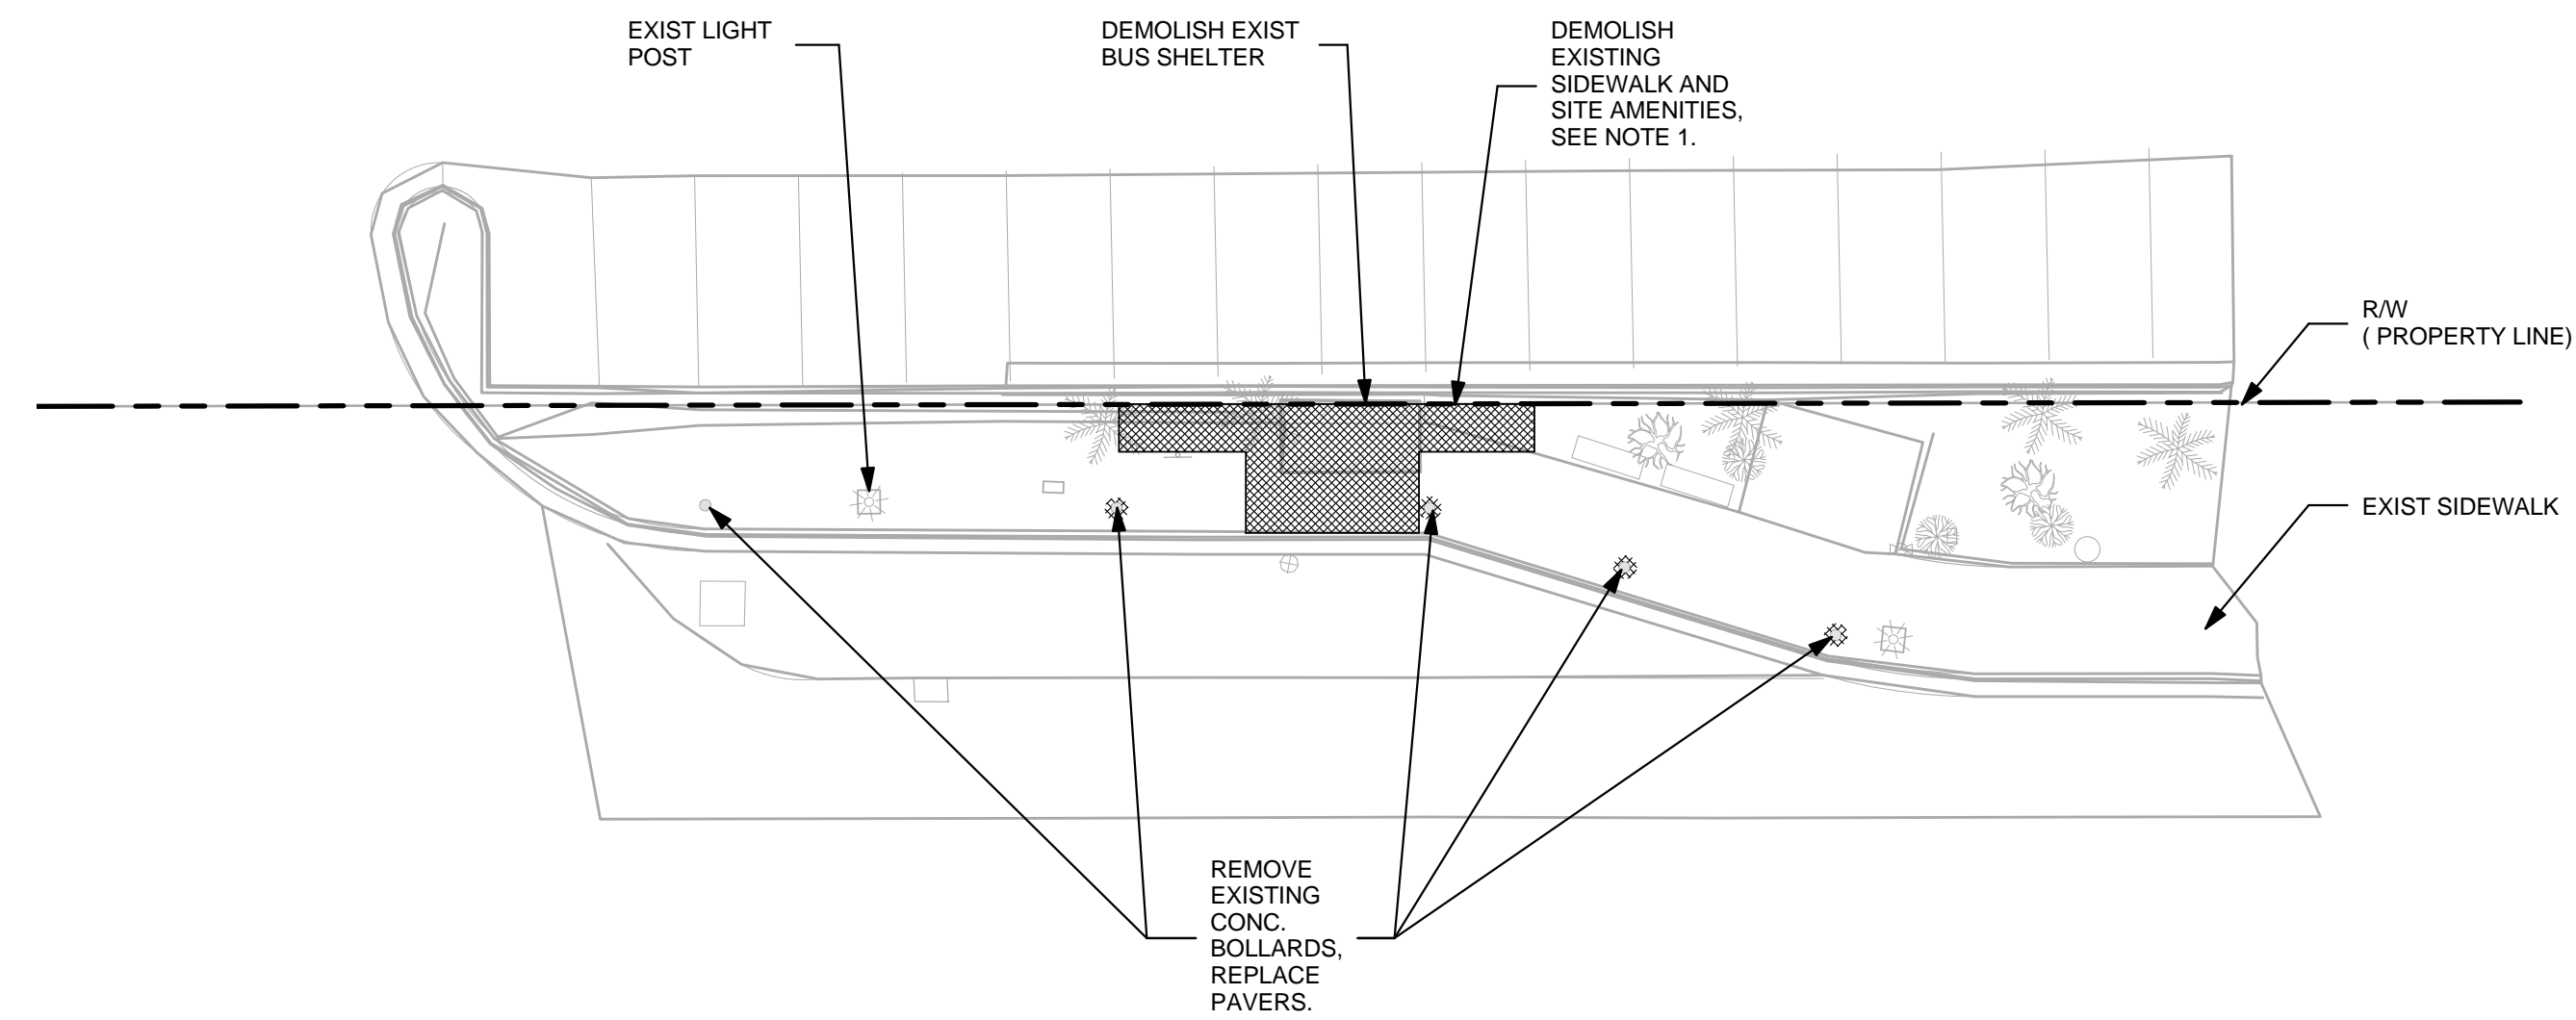 EXIST LIGHT
POST
DEMOLISH EXIST
BUS SHELTER
DEMOLISH
EXISTING
SIDEWALK AND
SITE AMENITIES,
SEE NOTE 1.
R/W
( PROPERTY LINE)
EXIST SIDEWALK
REMOVE
EXISTING
CONC.
BOLLARDS,
REPLACE
PAVERS.